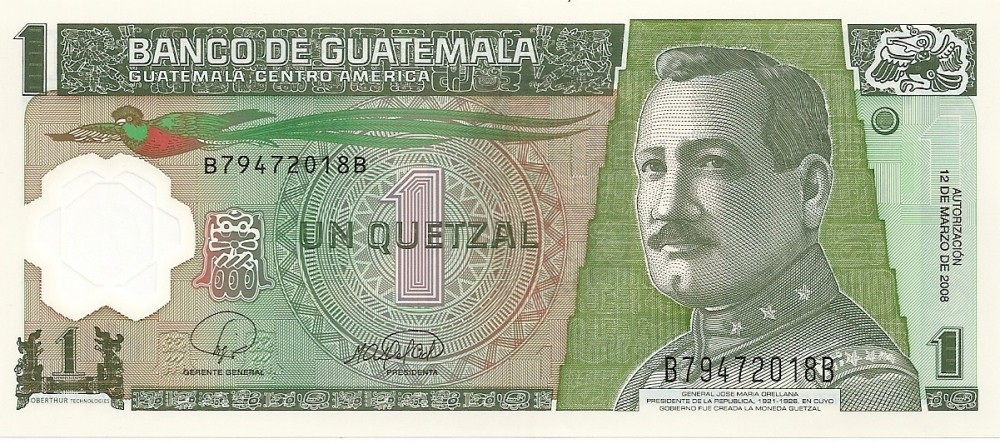 1 BANCO DE GUATEMALA
GUATEMALA, CENTRO AMERICA
B79472018B
1
UN QUETZAL
1
AUTORIZACIÓN
12 DE MARZO DE 2008
1
GERENTE GENERAL
PRESIDENTA
1
B79472018B
OBERTHUR TECHNOLOGIES
GENERAL JOSE MARIA ORELLANA
PRESIDENTE DE LA REPUBLICA, 1921-1926, EN CUYO
GOBIERNO FUE CREADA LA MONEDA QUETZAL